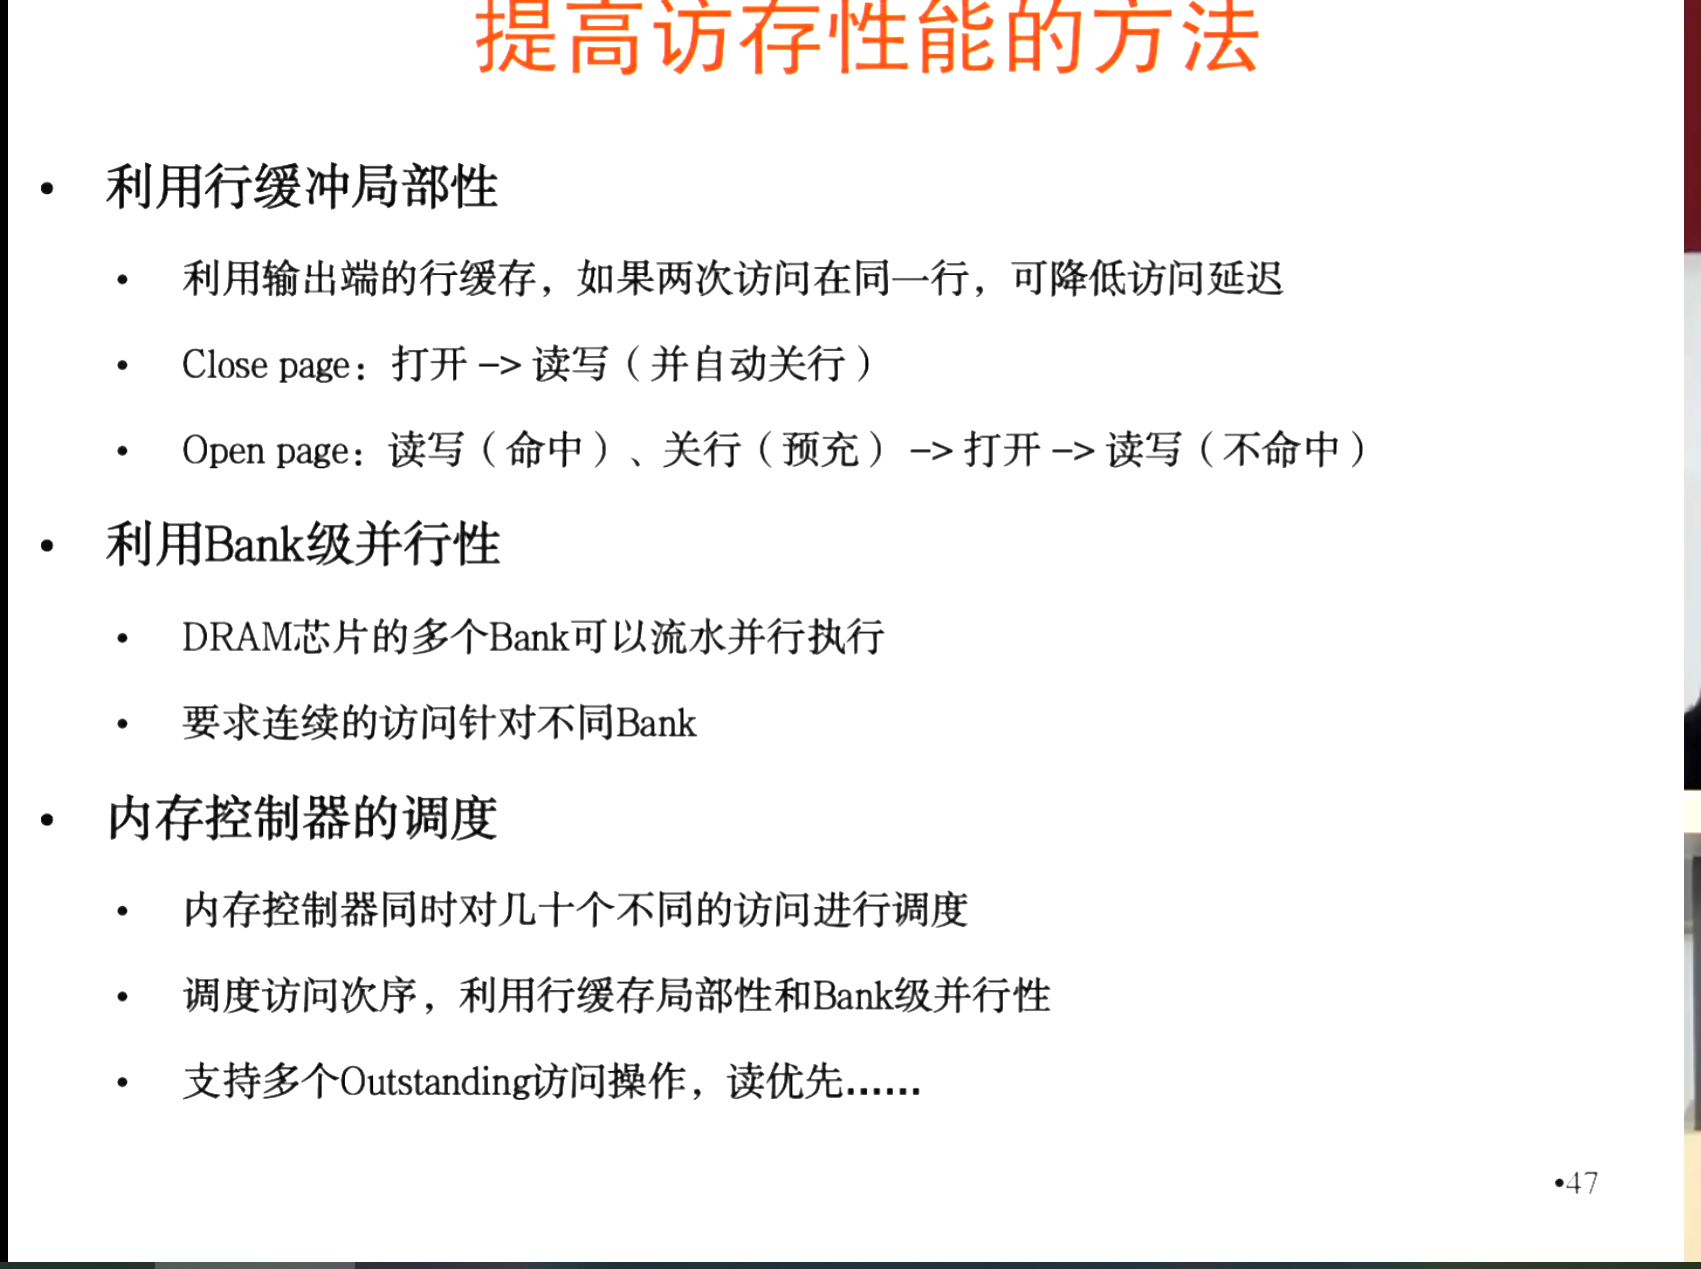 提高访存性能的方法
• 利用行缓冲局部性
• 利用输出端的行缓存，如果两次访问在同一行，可降低访问延迟
• Close page：打开 –> 读写（并自动关行）
• Open page：读写（命中）、关行（预充） –> 打开 –> 读写（不命中）
• 利用Bank级并行性
• DRAM芯片的多个Bank可以流水并行执行
• 要求连续的访问针对不同Bank
• 内存控制器的调度
• 内存控制器同时对几十个不同的访问进行调度
• 调度访问次序，利用行缓存局部性和Bank级并行性
• 支持多个Outstanding访问操作，读优先……
•47